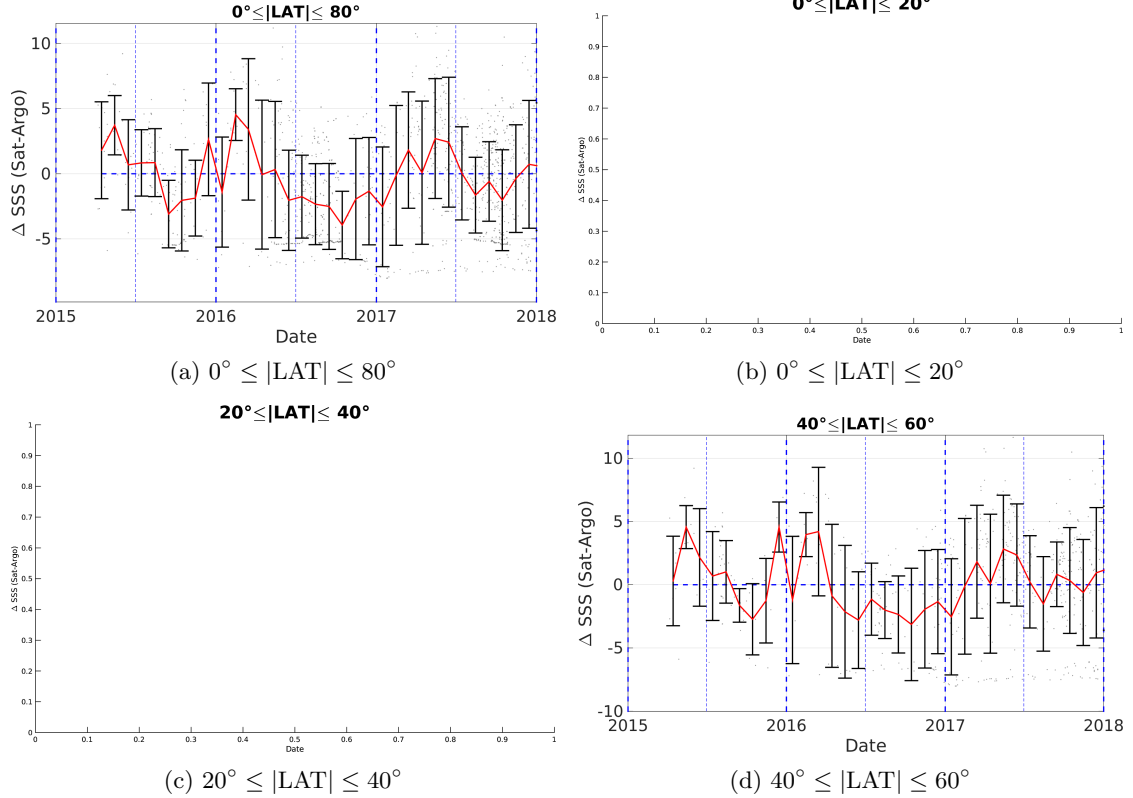 0°≤|LAT|≤ 80°
10
5
0
-5
Δ SSS (Sat-Argo)
2015 2016 2017 2018
Date
(a) 0° ≤ |LAT| ≤ 80°
0°≤|LAT|≤ 20°
1
0.9
0.8
0.7
0.6
0.5
0.4
0.3
0.2
0.1
0
Δ SSS (Sat-Argo)
0 0.1 0.2 0.3 0.4 0.5 0.6 0.7 0.8 0.9 1
Date
(b) 0° ≤ |LAT| ≤ 20°
20°≤|LAT|≤ 40°
1
0.9
0.8
0.7
0.6
0.5
0.4
0.3
0.2
0.1
0
Δ SSS (Sat-Argo)
0 0.1 0.2 0.3 0.4 0.5 0.6 0.7 0.8 0.9 1
Date
(c) 20° ≤ |LAT| ≤ 40°
40°≤|LAT|≤ 60°
10
5
0
-5
-10
Δ SSS (Sat-Argo)
2015 2016 2017 2018
Date
(d) 40° ≤ |LAT| ≤ 60°